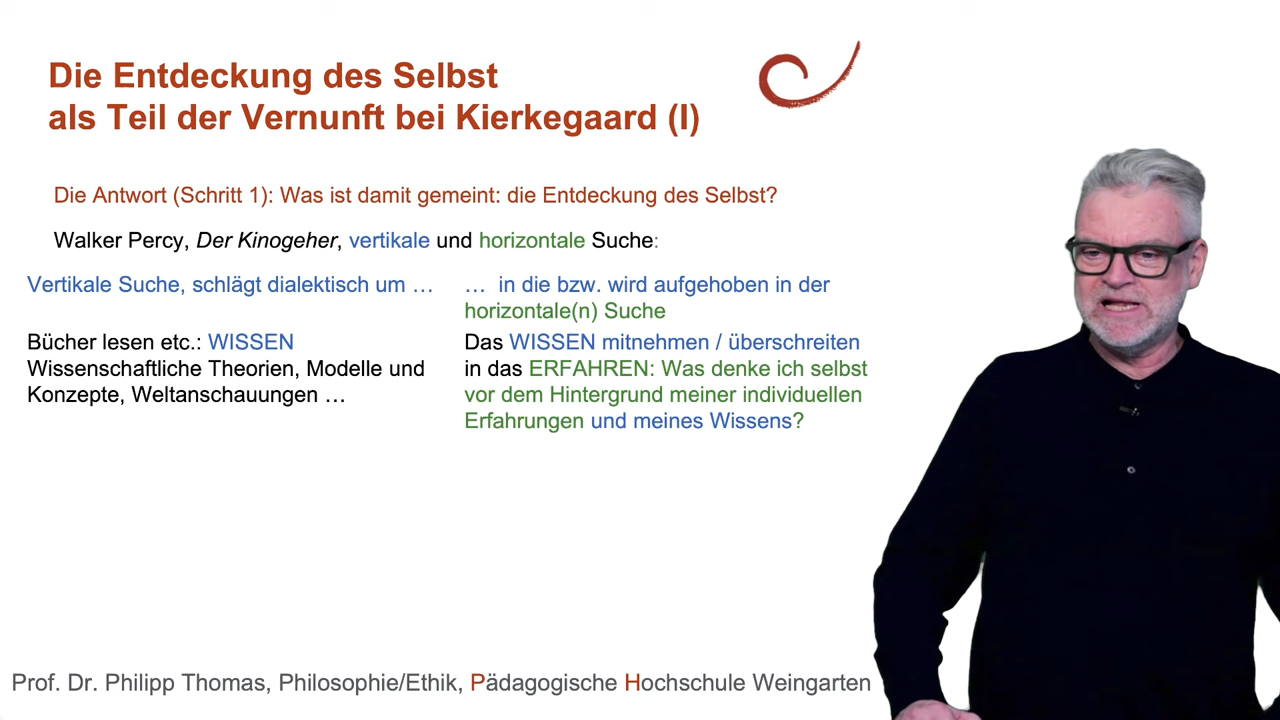 Die Entdeckung des Selbst
als Teil der Vernunft bei Kierkegaard (I)
Die Antwort (Schritt 1): Was ist damit gemeint: die Entdeckung des Selbst?
Walker Percy, Der Kinogeher, vertikale und horizontale Suche:
Vertikale Suche, schlägt dialektisch um …
Bücher lesen etc.: WISSEN
Wissenschaftliche Theorien, Modelle und
Konzepte, Weltanschauungen …
… in die bzw. wird aufgehoben in der
horizontale(n) Suche
Das WISSEN mitnehmen / überschreiten
in das ERFAHREN: Was denke ich selbst
vor dem Hintergrund meiner individuellen
Erfahrungen und meines Wissens?
Prof. Dr. Philipp Thomas, Philosophie/Ethik, Pädagogische Hochschule Weingarten